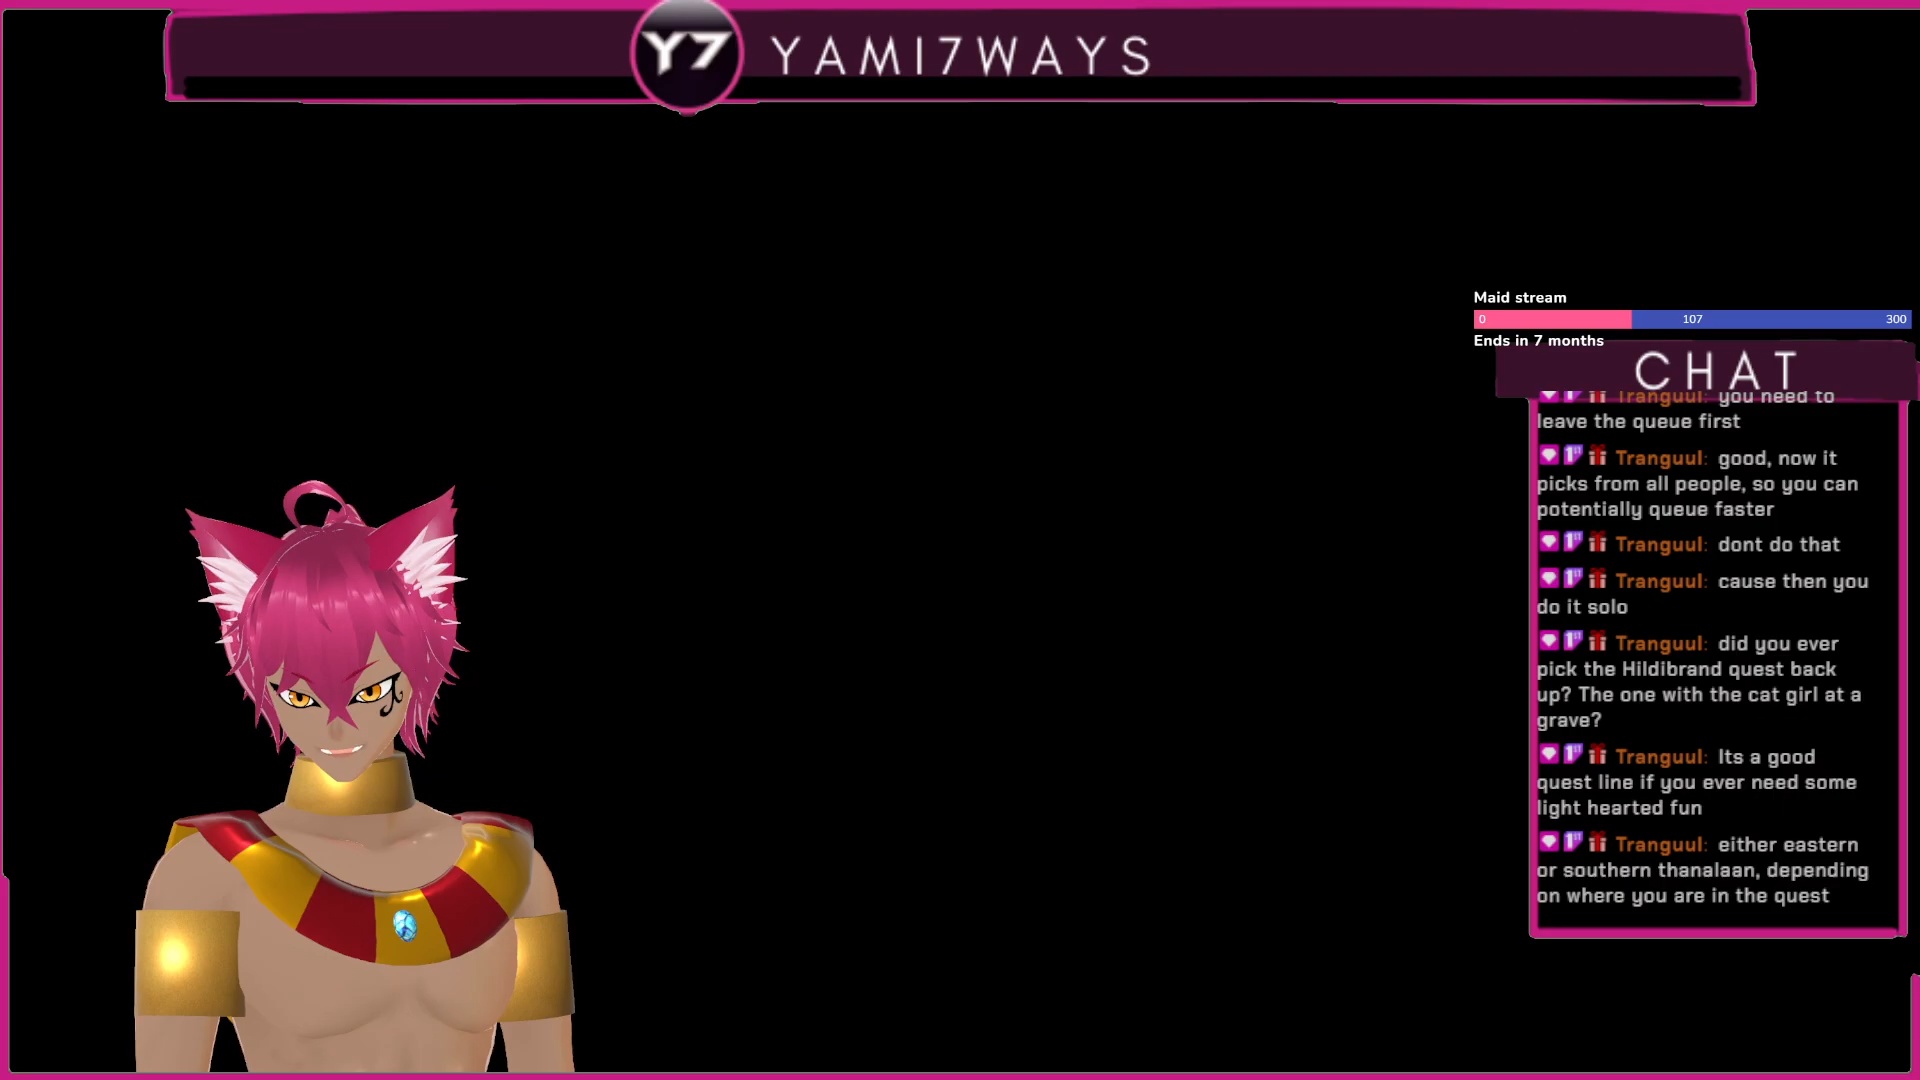 Y7 YAMI7WAYS
Maid stream
0 107 300
Ends in 7 months
CHAT
Tranguul: you need to
leave the queue first
Tranguul: good, now it
picks from all people, so you can
potentially queue faster
Tranguul: dont do that
Tranguul: cause then you
do it solo
Tranguul: did you ever
pick the Hildibrand quest back
up? The one with the cat girl at a
grave?
Tranguul: Its a good
quest line if you ever need some
light hearted fun
Tranguul: either eastern
or southern thanalaan, depending
on where you are in the quest